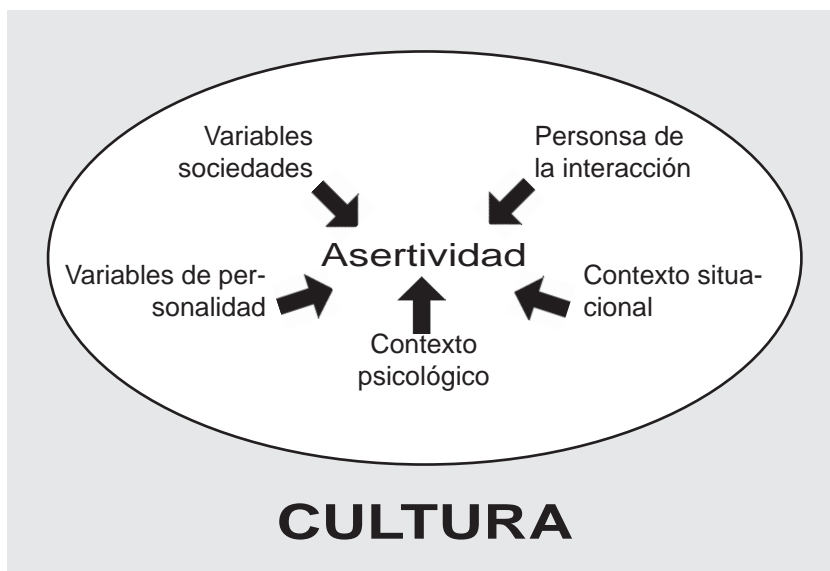 Variables
sociedades
Personsa de
la interacción
Asertividad
Variables de per-
sonalidad
Contexto situa-
cional
Contexto
psicológico
CULTURA